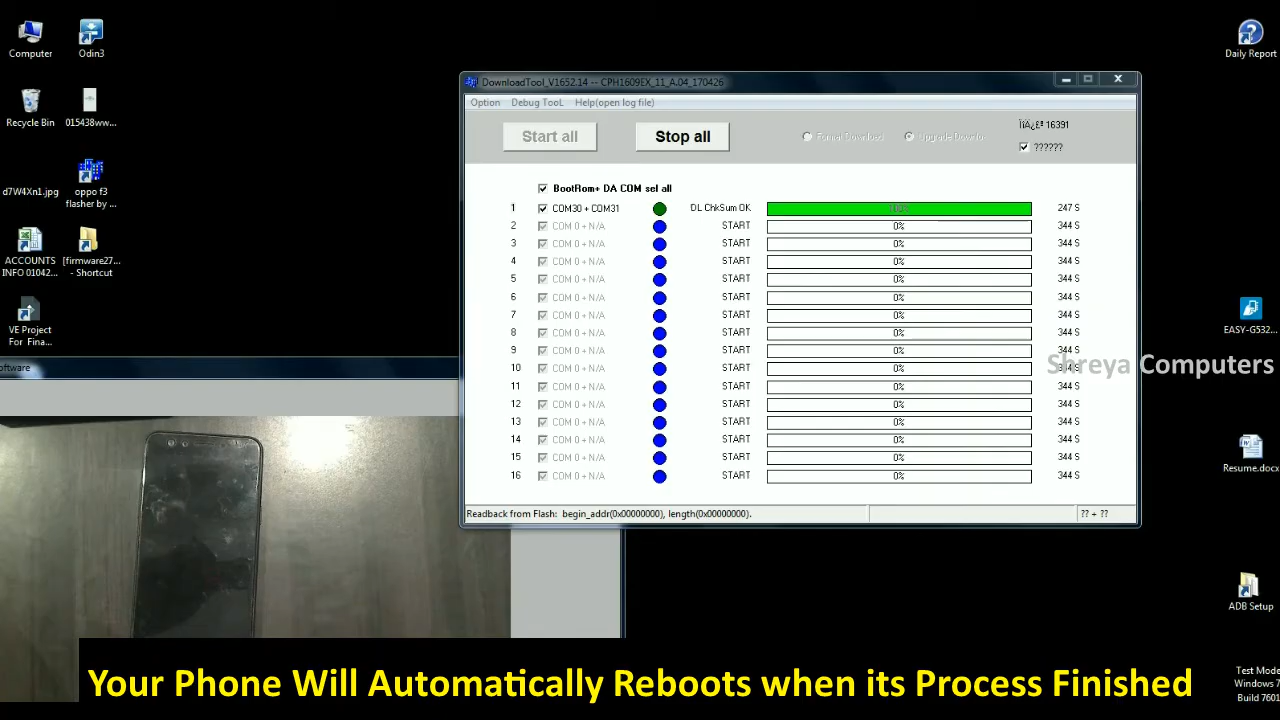 Computer
Odin3
Daily Report
Recycle Bin
015438ww...
d7W4Xn1.jpg
oppo f3
flasher by ...
ACCOUNTS
INFO 01042...
[firmware27...
- Shortcut
VE Project
For Fina...
oftware
DownloadTool_V1652.14 -- CPH1609EX_11_A.04_170426
Option Debug TooL Help(open log file)
Start all
Stop all
Format Download
Upgrade Downlo
16391
??????
BootRom+ DA COM sel all
1 COM30 + COM31 DL ChkSum OK 100% 247 S
2 COM 0 + N/A START 0% 344 S
3 COM 0 + N/A START 0% 344 S
4 COM 0 + N/A START 0% 344 S
5 COM 0 + N/A START 0% 344 S
6 COM 0 + N/A START 0% 344 S
7 COM 0 + N/A START 0% 344 S
8 COM 0 + N/A START 0% 344 S
9 COM 0 + N/A START 0% 344 S
10 COM 0 + N/A START 0% 344 S
11 COM 0 + N/A START 0% 344 S
12 COM 0 + N/A START 0% 344 S
13 COM 0 + N/A START 0% 344 S
14 COM 0 + N/A START 0% 344 S
15 COM 0 + N/A START 0% 344 S
16 COM 0 + N/A START 0% 344 S
Readback from Flash: begin_addr(0x00000000), length(0x00000000).
?? + ??
EASY-G532...
Shreya Computers
Resume.docx
ADB Setup
Test Mode
Windows 7
Build 7601
Your Phone Will Automatically Reboots when its Process Finished